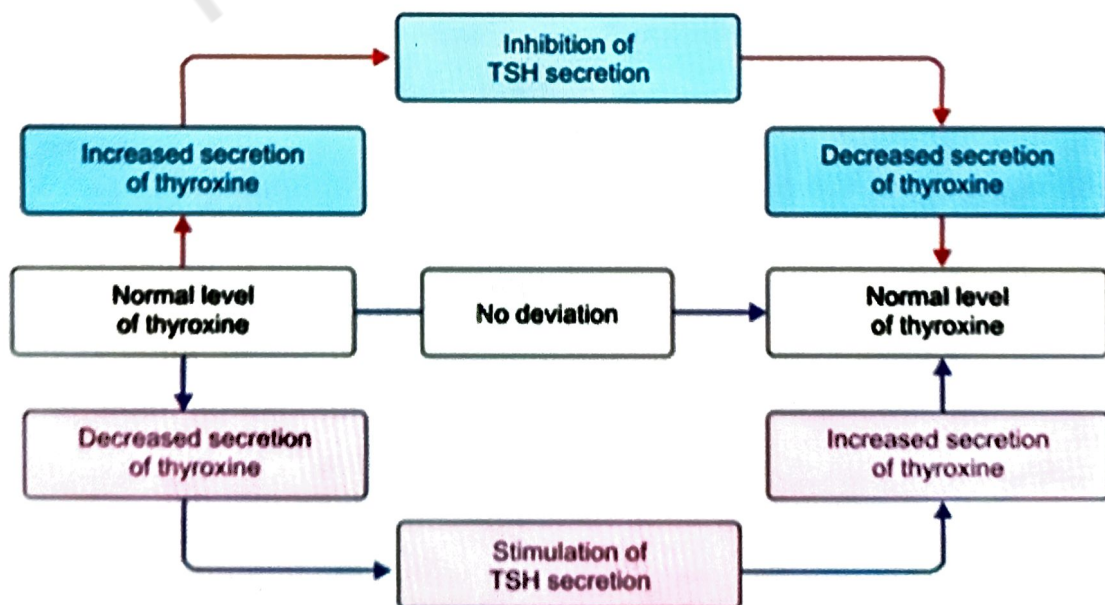 Inhibition of
TSH secretion
Increased secretion
of thyroxine
Decreased secretion
of thyroxine
Normal level
of thyroxine
No deviation
Normal level
of thyroxine
Decreased secretion
of thyroxine
Increased secretion
of thyroxine
Stimulation of
TSH secretion